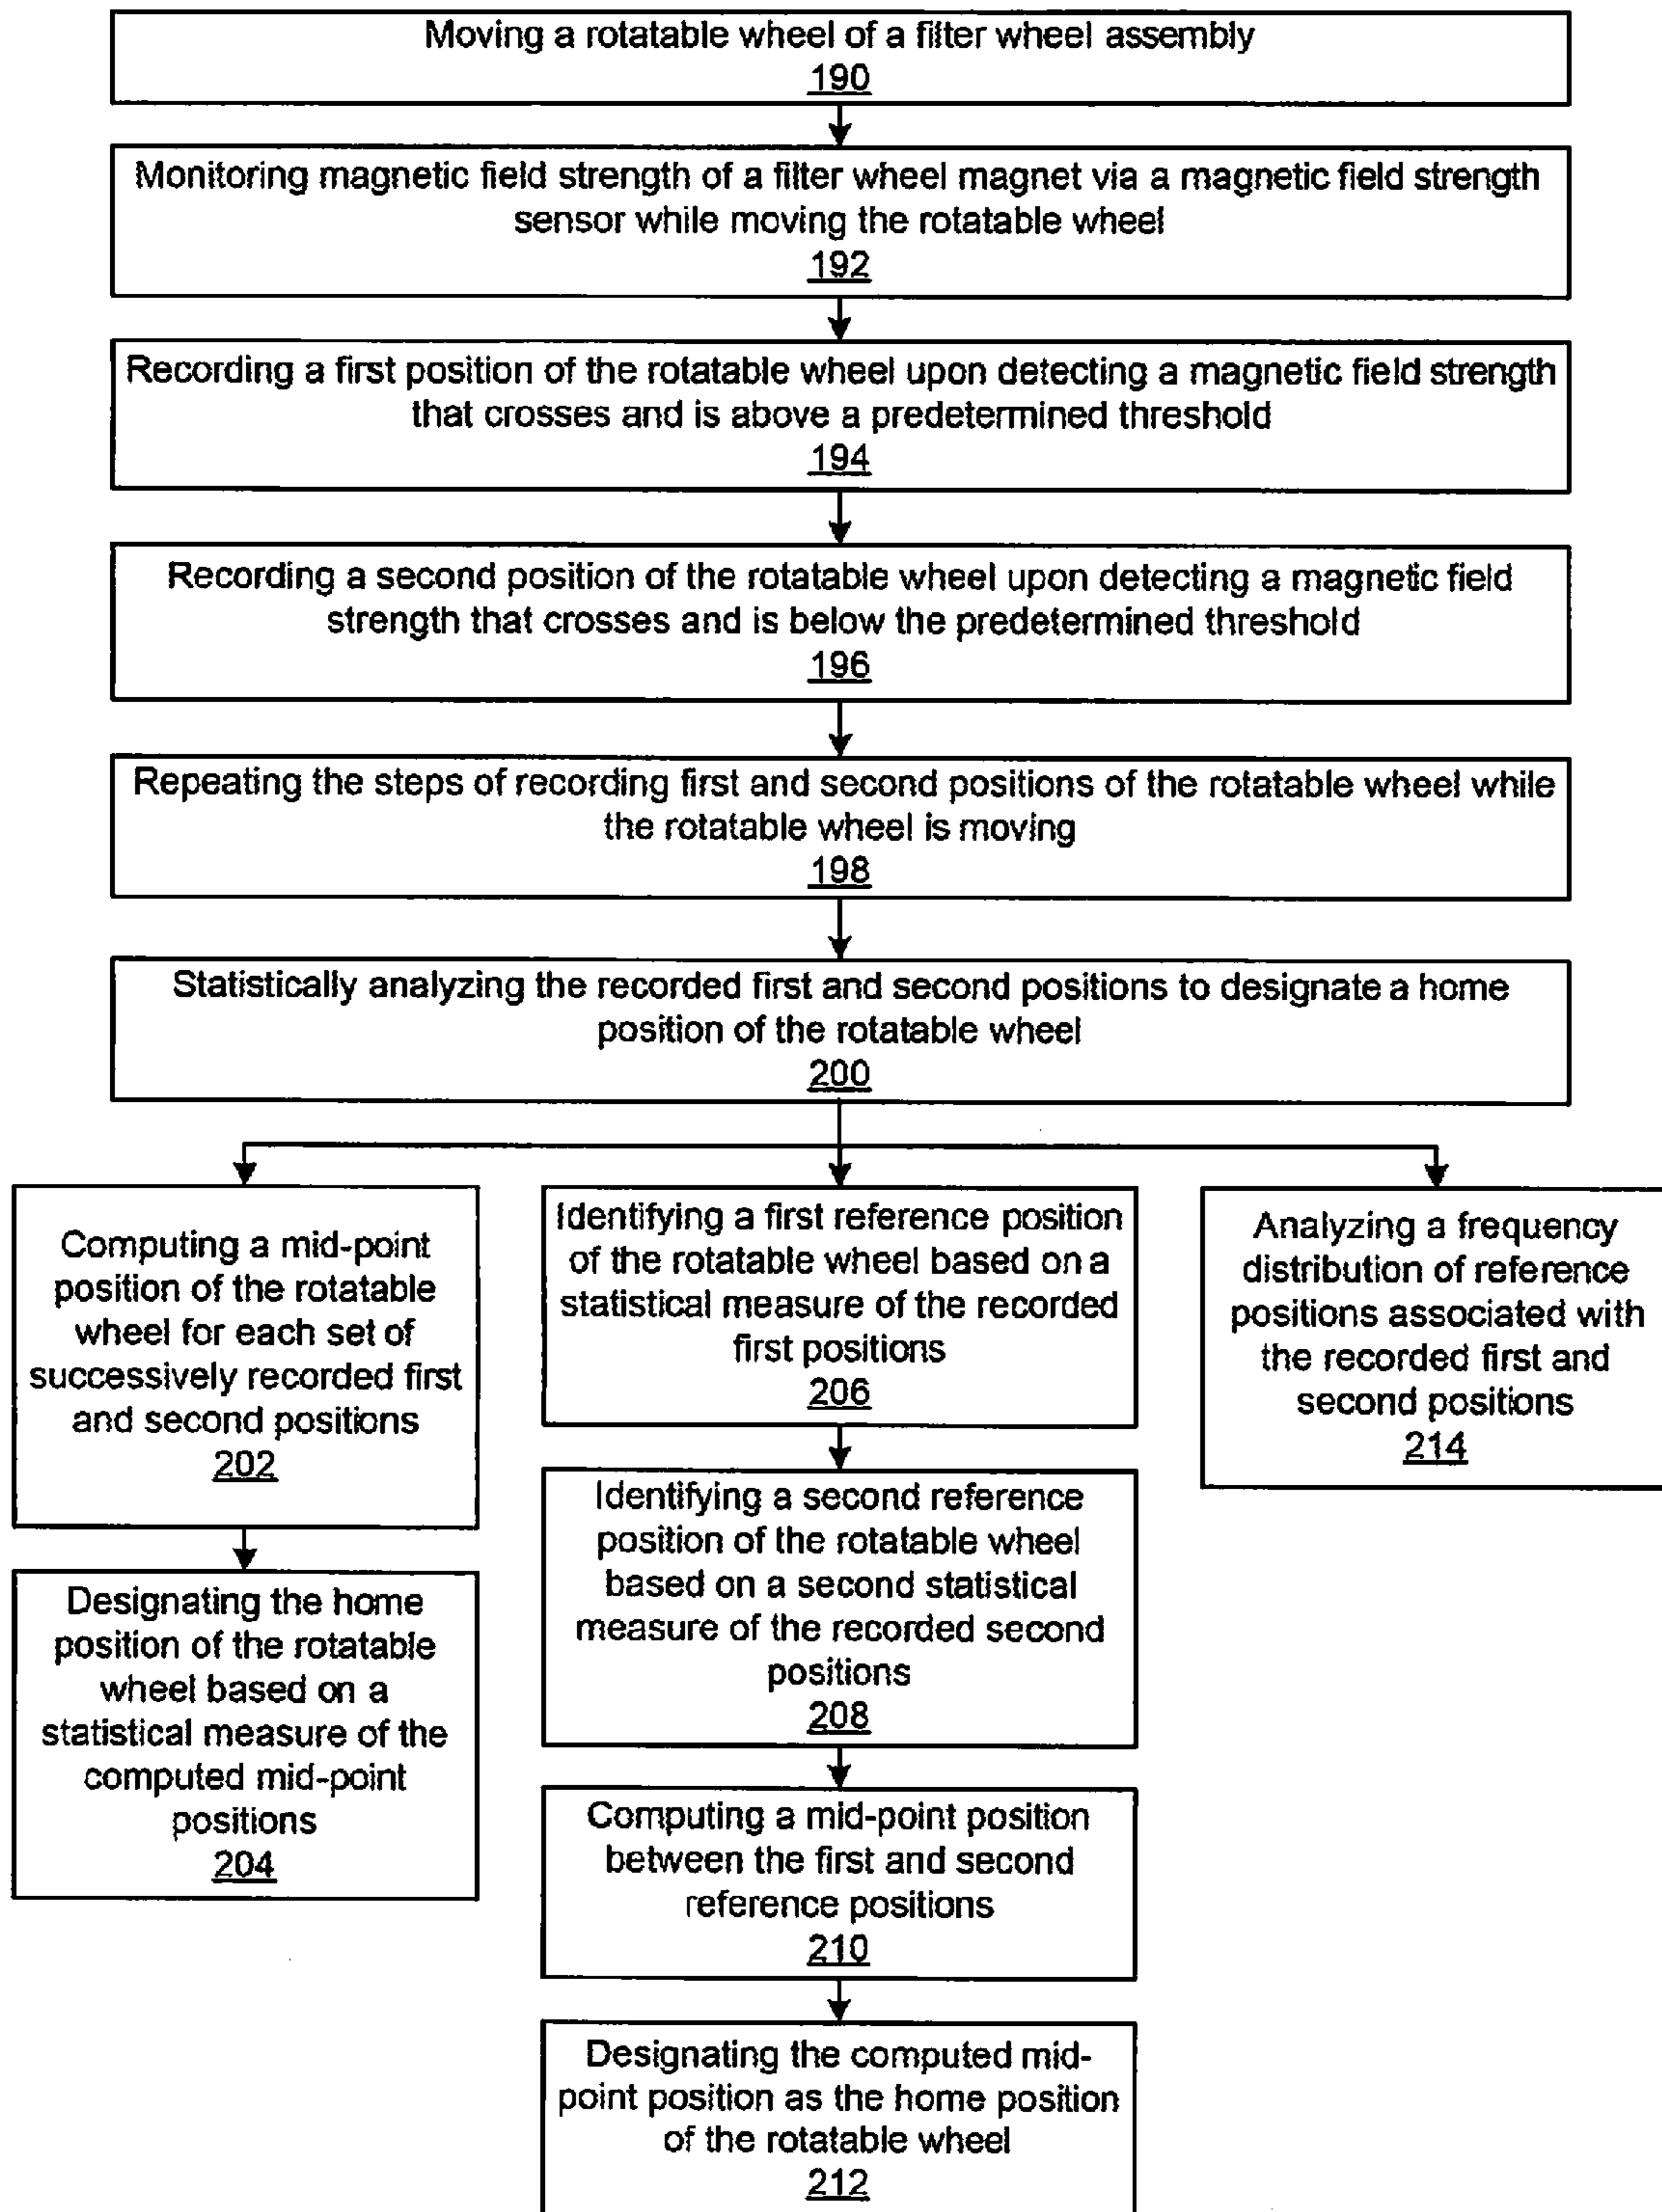 Moving a rotatable wheel of a filter wheel assembly
190
Monitoring magnetic field strength of a filter wheel magnet via a magnetic field strength
sensor while moving the rotatable wheel
192
Recording a first position of the rotatable wheel upon detecting a magnetic field strength
that crosses and is above a predetermined threshold
194
Recording a second position of the rotatable wheel upon detecting a magnetic field
strength that crosses and is below the predetermined threshold
196
Repeating the steps of recording first and second positions of the rotatable wheel while
the rotatable wheel is moving
198
Statistically analyzing the recorded first and second positions to designate a home
position of the rotatable wheel
200
Computing a mid-point
position of the rotatable
wheel for each set of
successively recorded first
and second positions
202
Designating the home
position of the rotatable
wheel based on a
statistical measure of the
computed mid-point
positions
204
Identifying a first reference position
of the rotatable wheel based on a
statistical measure of the recorded
first positions
206
Identifying a second reference
position of the rotatable wheel
based on a second statistical
measure of the recorded second
positions
208
Computing a mid-point position
between the first and second
reference positions
210
Designating the computed mid-
point position as the home position
of the rotatable wheel
212
Analyzing a frequency
distribution of reference
positions associated with
the recorded first and
second positions
214